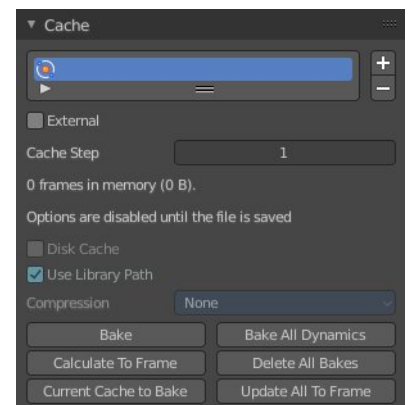 Cache
External
Cache Step 1
0 frames in memory (0 B).
Options are disabled until the file is saved
Disk Cache
Use Library Path
Compression None
Bake Bake All Dynamics
Calculate To Frame Delete All Bakes
Current Cache to Bake Update All To Frame